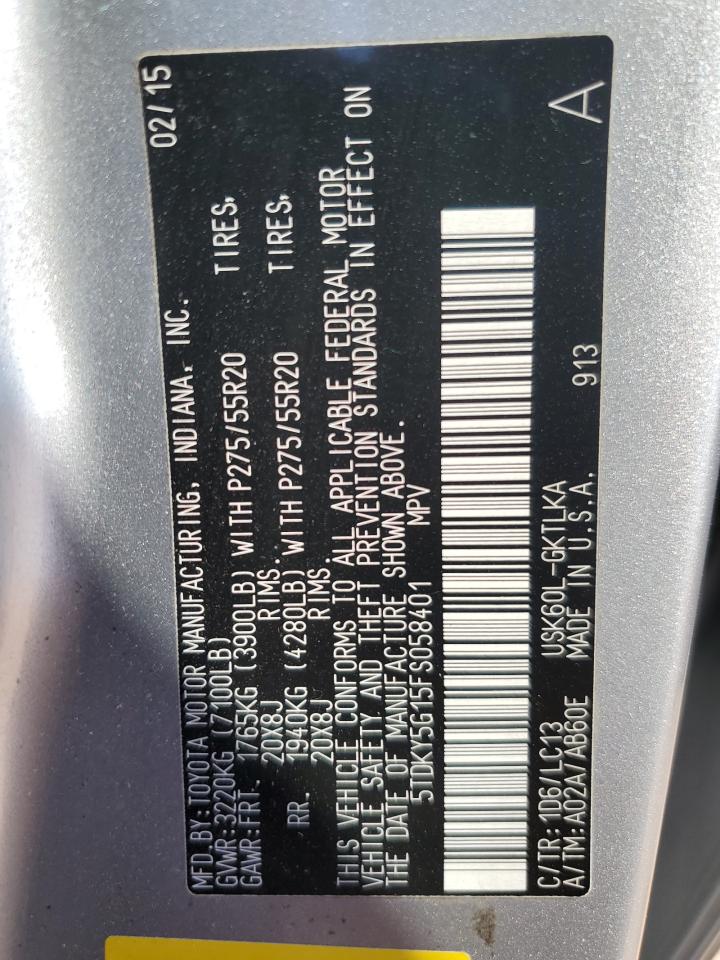 MFD.BY:TOYOTA MOTOR MANUFACTURING, INDIANA, INC. 02/15
GVWR:3220KG (7100LB)
GAWR:FRT. 1765KG (3900LB) WITH P275/55R20 TIRES,
20X8J RIMS.
RR. 1940KG (4280LB) WITH P275/55R20 TIRES,
20X8J RIMS
THIS VEHICLE CONFORMS TO ALL APPLICABLE FEDERAL MOTOR
VEHICLE SAFETY AND THEFT PREVENTION STANDARDS IN EFFECT ON
THE DATE OF MANUFACTURE SHOWN ABOVE.
5TDKY5G15FS058401 MPV
C/TR:1D6/LC13 USK60L-GKTLKA 913 A
A/TM:A02A/AB60E MADE IN U.S.A.